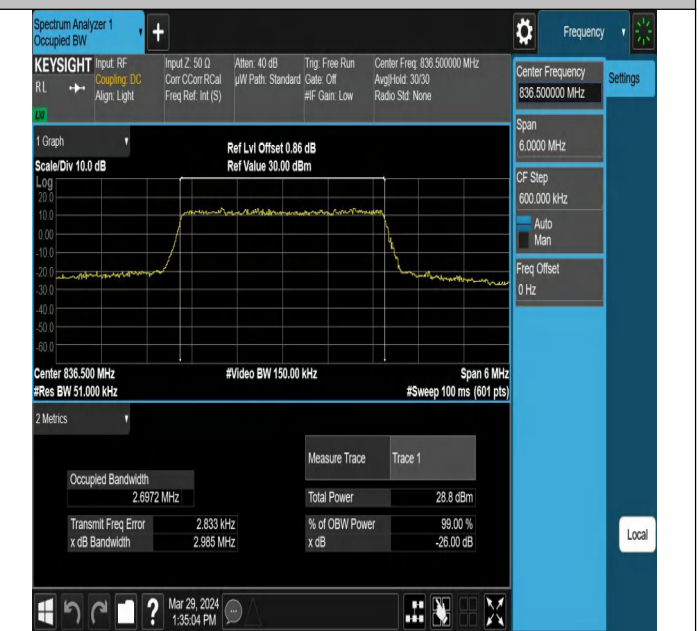 Spectrum Analyzer 1
Occupied BW
+
Frequency
KEYSIGHT
RL
Input: RF
Coupling: DC
Align: Light
Input Z: 50 Ω
Corr CCorr RCal
Freq Ref: Int (S)
Atten: 40 dB
µW Path: Standard
Trig: Free Run
Gate: Off
#IF Gain: Low
Center Freq: 836.500000 MHz
Avg|Hold: 30/30
Radio Std: None
Center Frequency
836.500000 MHz
Settings
Span
6.0000 MHz
CF Step
600.000 kHz
Auto
Man
Freq Offset
0 Hz
1 Graph
Scale/Div 10.0 dB
Ref Lvl Offset 0.86 dB
Ref Value 30.00 dBm
Log
20.0
10.0
0.00
-10.0
-20.0
-30.0
-40.0
-50.0
-60.0
Center 836.500 MHz
#Video BW 150.00 kHz
Span 6 MHz
#Res BW 51.000 kHz
#Sweep 100 ms (601 pts)
2 Metrics
Measure Trace
Trace 1
Occupied Bandwidth
2.6972 MHz
Total Power
28.8 dBm
Transmit Freq Error
2.833 kHz
% of OBW Power
99.00 %
x dB Bandwidth
2.985 MHz
x dB
-26.00 dB
Local
?
Mar 29, 2024
1:35:04 PM